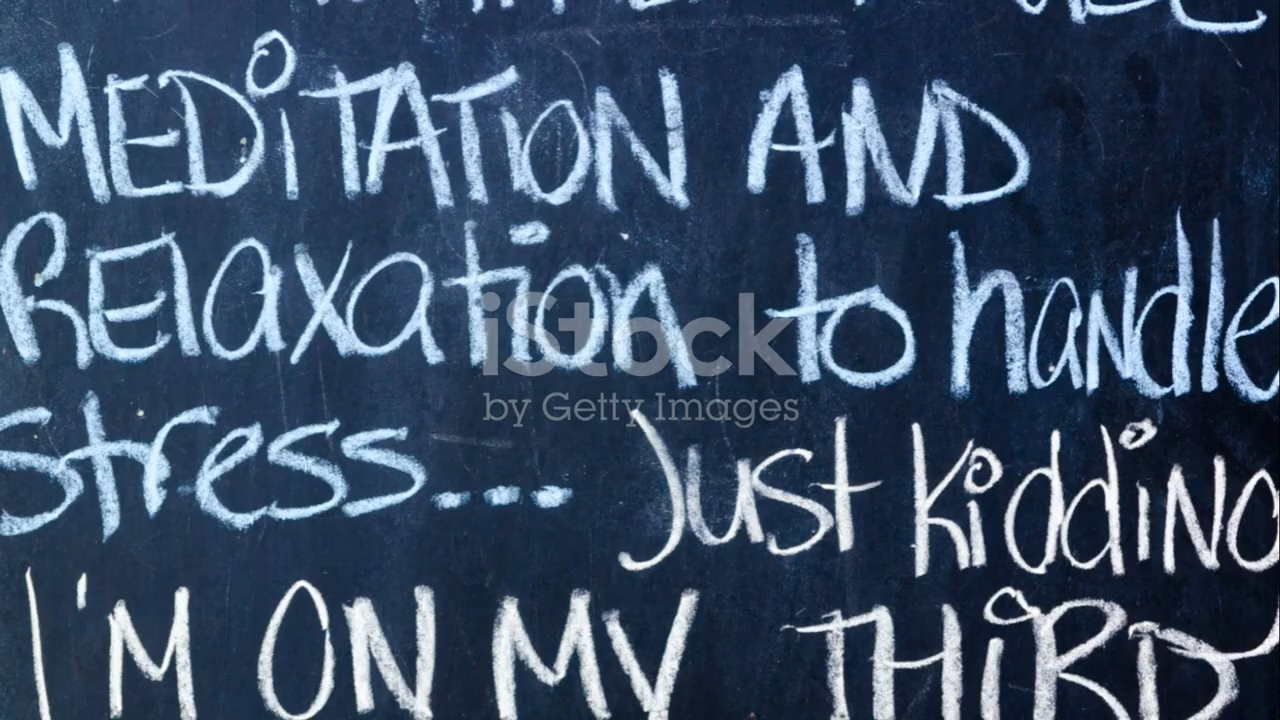 MEDiTATiON AND
RELaxation to handle
stress.... Just Kidding
I'M ON MY THiRD
iStock
by Getty Images